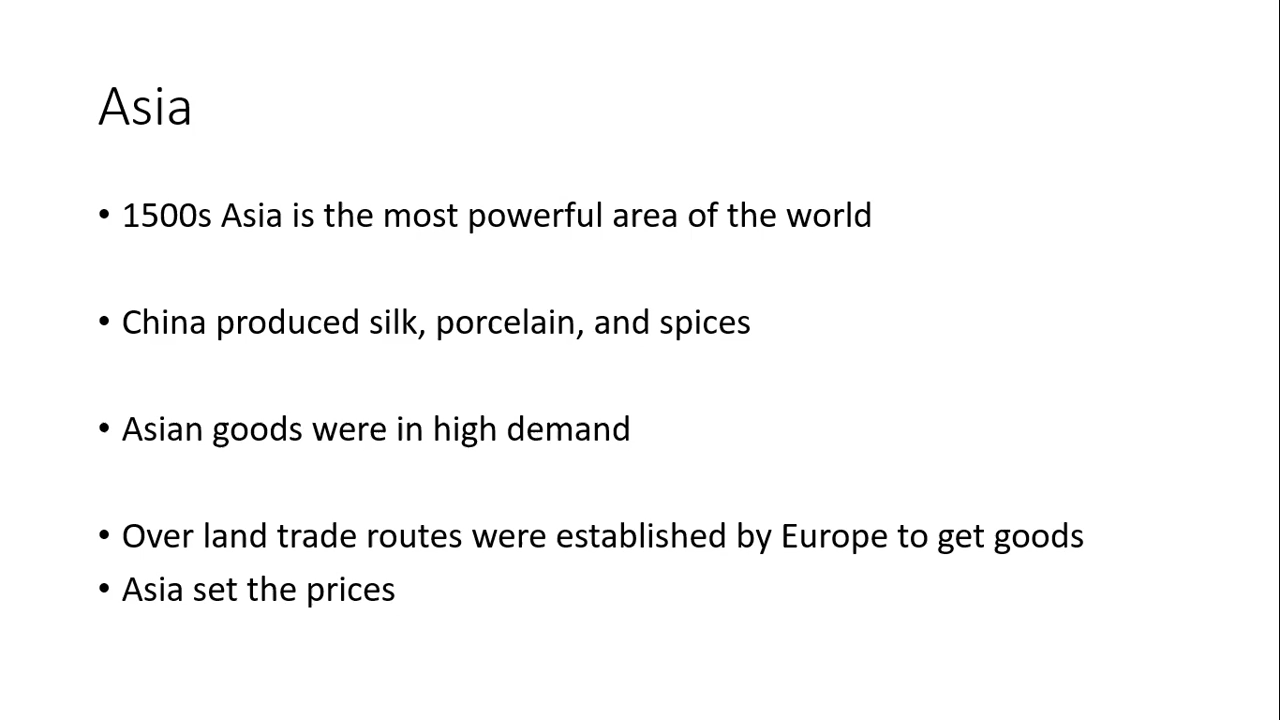 Asia
• 1500s Asia is the most powerful area of the world
• China produced silk, porcelain, and spices
• Asian goods were in high demand
• Over land trade routes were established by Europe to get goods
• Asia set the prices